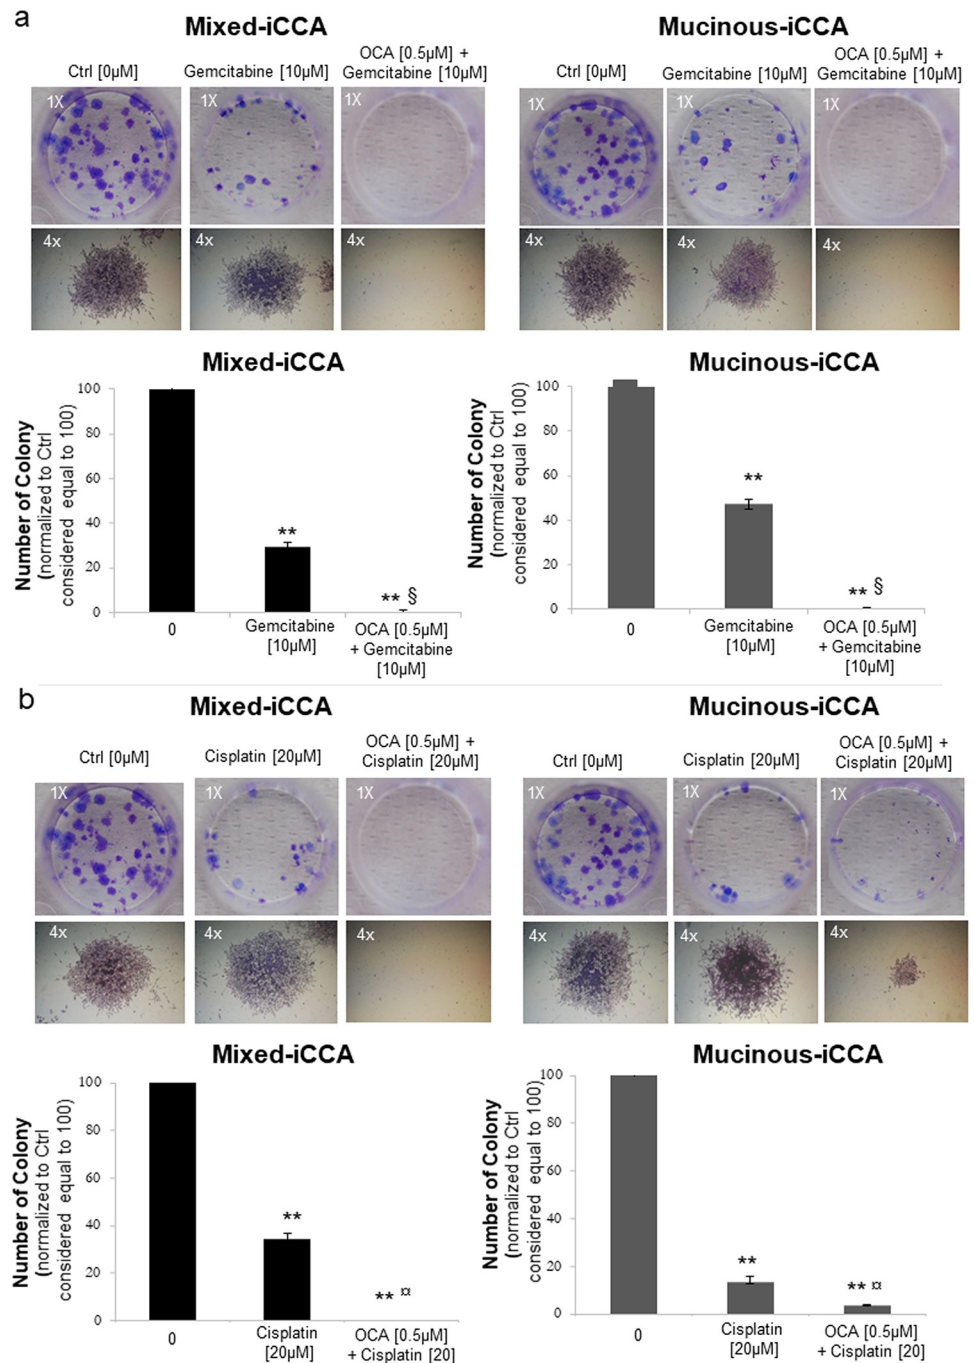 a
Mixed-iCCA
Mucinous-iCCA
Ctrl [0µM]
Gemcitabine [10µM]
OCA [0.5µM] +
Gemcitabine [10µM]
Ctrl [0µM]
Gemcitabine [10µM]
OCA [0.5µM] +
Gemcitabine [10µM]
1X
1X
1X
1X
1X
1X
4x
4x
4x
4x
4x
4x
Mixed-iCCA
Number of Colony
(normalized to Ctrl
considered equal to 100)
100
80
60
40
20
0
**
** §
0
Gemcitabine
[10µM]
OCA [0.5µM]
+ Gemcitabine
[10µM]
Mucinous-iCCA
Number of Colony
(normalized to Ctrl
considered equal to 100)
100
80
60
40
20
0
**
** §
0
Gemcitabine
[10µM]
OCA [0.5µM]
+ Gemcitabine
[10µM]
b
Mixed-iCCA
Mucinous-iCCA
Ctrl [0µM]
Cisplatin [20µM]
OCA [0.5µM] +
Cisplatin [20µM]
Ctrl [0µM]
Cisplatin [20µM]
OCA [0.5µM] +
Cisplatin [20µM]
1X
1X
1X
1X
1X
1X
4x
4x
4x
4x
4x
4x
Mixed-iCCA
Number of Colony
(normalized to Ctrl
considered equal to 100)
100
80
60
40
20
0
**
** ¤
0
Cisplatin
[20µM]
OCA [0.5µM]
+ Cisplatin [20]
Mucinous-iCCA
Number of Colony
(normalized to Ctrl
considered equal to 100)
100
80
60
40
20
0
**
** ¤
0
Cisplatin
[20µM]
OCA [0.5µM]
+ Cisplatin [20]